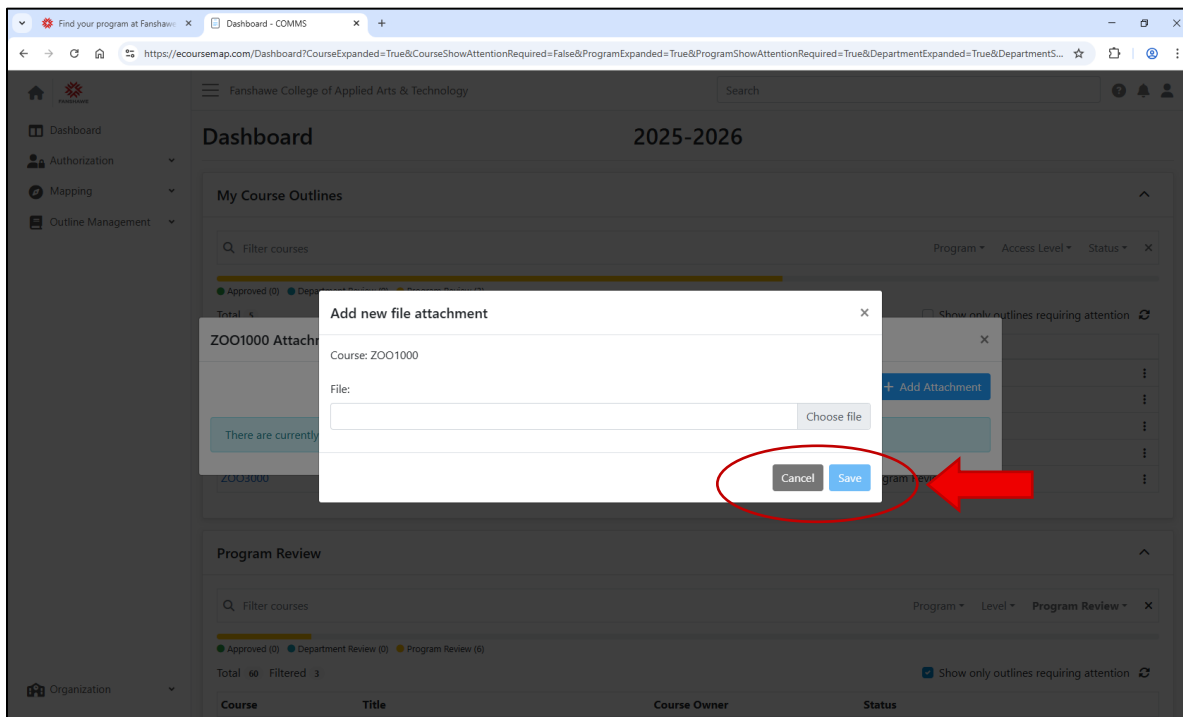 Find your program at Fanshawe
Dashboard - COMMS
https://ecoursemap.com/Dashboard?CourseExpanded=True&CourseShowAttentionRequired=False&ProgramExpanded=True&ProgramShowAttentionRequired=True&DepartmentExpanded=True&DepartmentS...
FANSHAWE
Fanshawe College of Applied Arts & Technology
Search
Dashboard
Authorization
Mapping
Outline Management
Organization
Dashboard 2025-2026
My Course Outlines
Filter courses Program Access Level Status
Approved (0)
Total 5 Show only outlines requiring attention
ZOO1000 Attachm
+ Add Attachment
There are currently
Add new file attachment
Course: ZOO1000
File:
Choose file
Cancel Save
ZOO3000
Program Review
Filter courses Program Level Program Review
Approved (0) Department Review (0) Program Review (6)
Total 60 Filtered 3 Show only outlines requiring attention
Course Title Course Owner Status